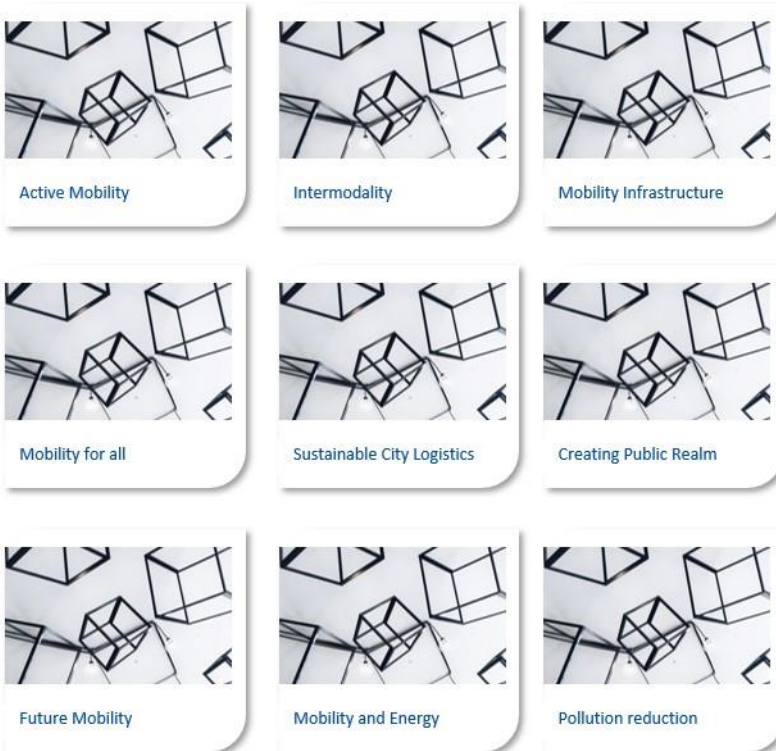 Active Mobility
Intermodality
Mobility Infrastructure
Mobility for all
Sustainable City Logistics
Creating Public Realm
Future Mobility
Mobility and Energy
Pollution reduction